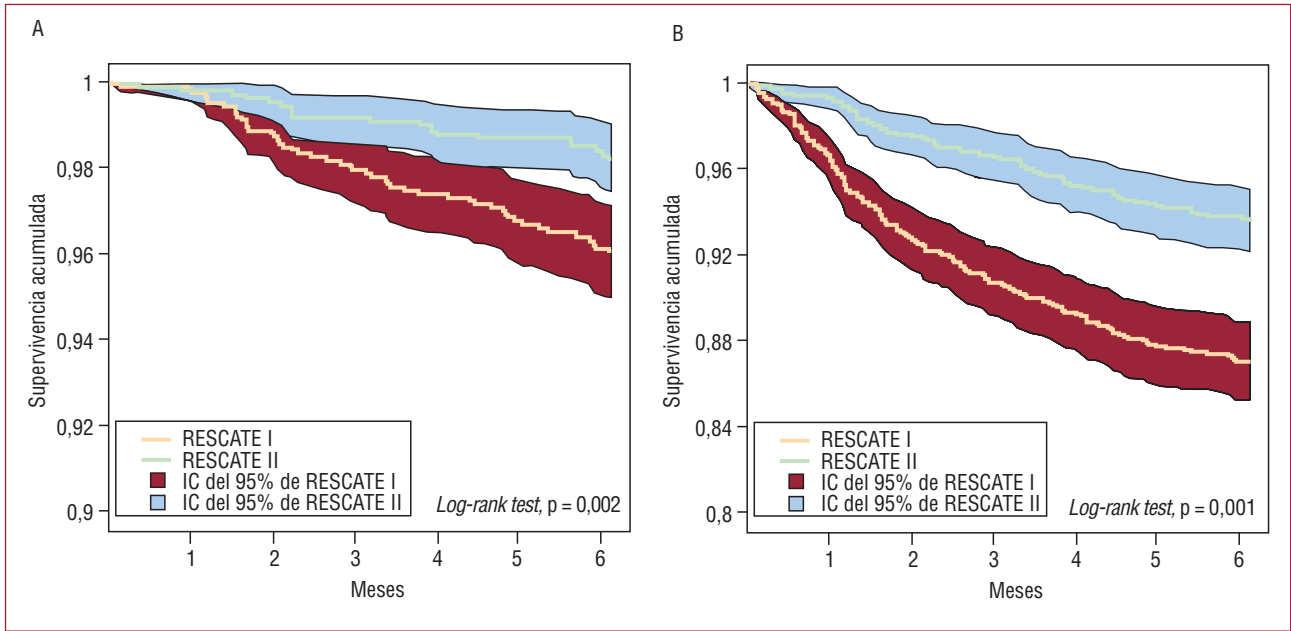 A
Supervivencia acumulada
1
0,98
0,96
0,94
0,92
0,9
RESCATE I
RESCATE II
IC del 95% de RESCATE I
IC del 95% de RESCATE II
Log-rank test, p = 0,002
1 2 3 4 5 6
Meses
B
Supervivencia acumulada
1
0,96
0,92
0,88
0,84
0,8
RESCATE I
RESCATE II
IC del 95% de RESCATE I
IC del 95% de RESCATE II
Log-rank test, p = 0,001
1 2 3 4 5 6
Meses